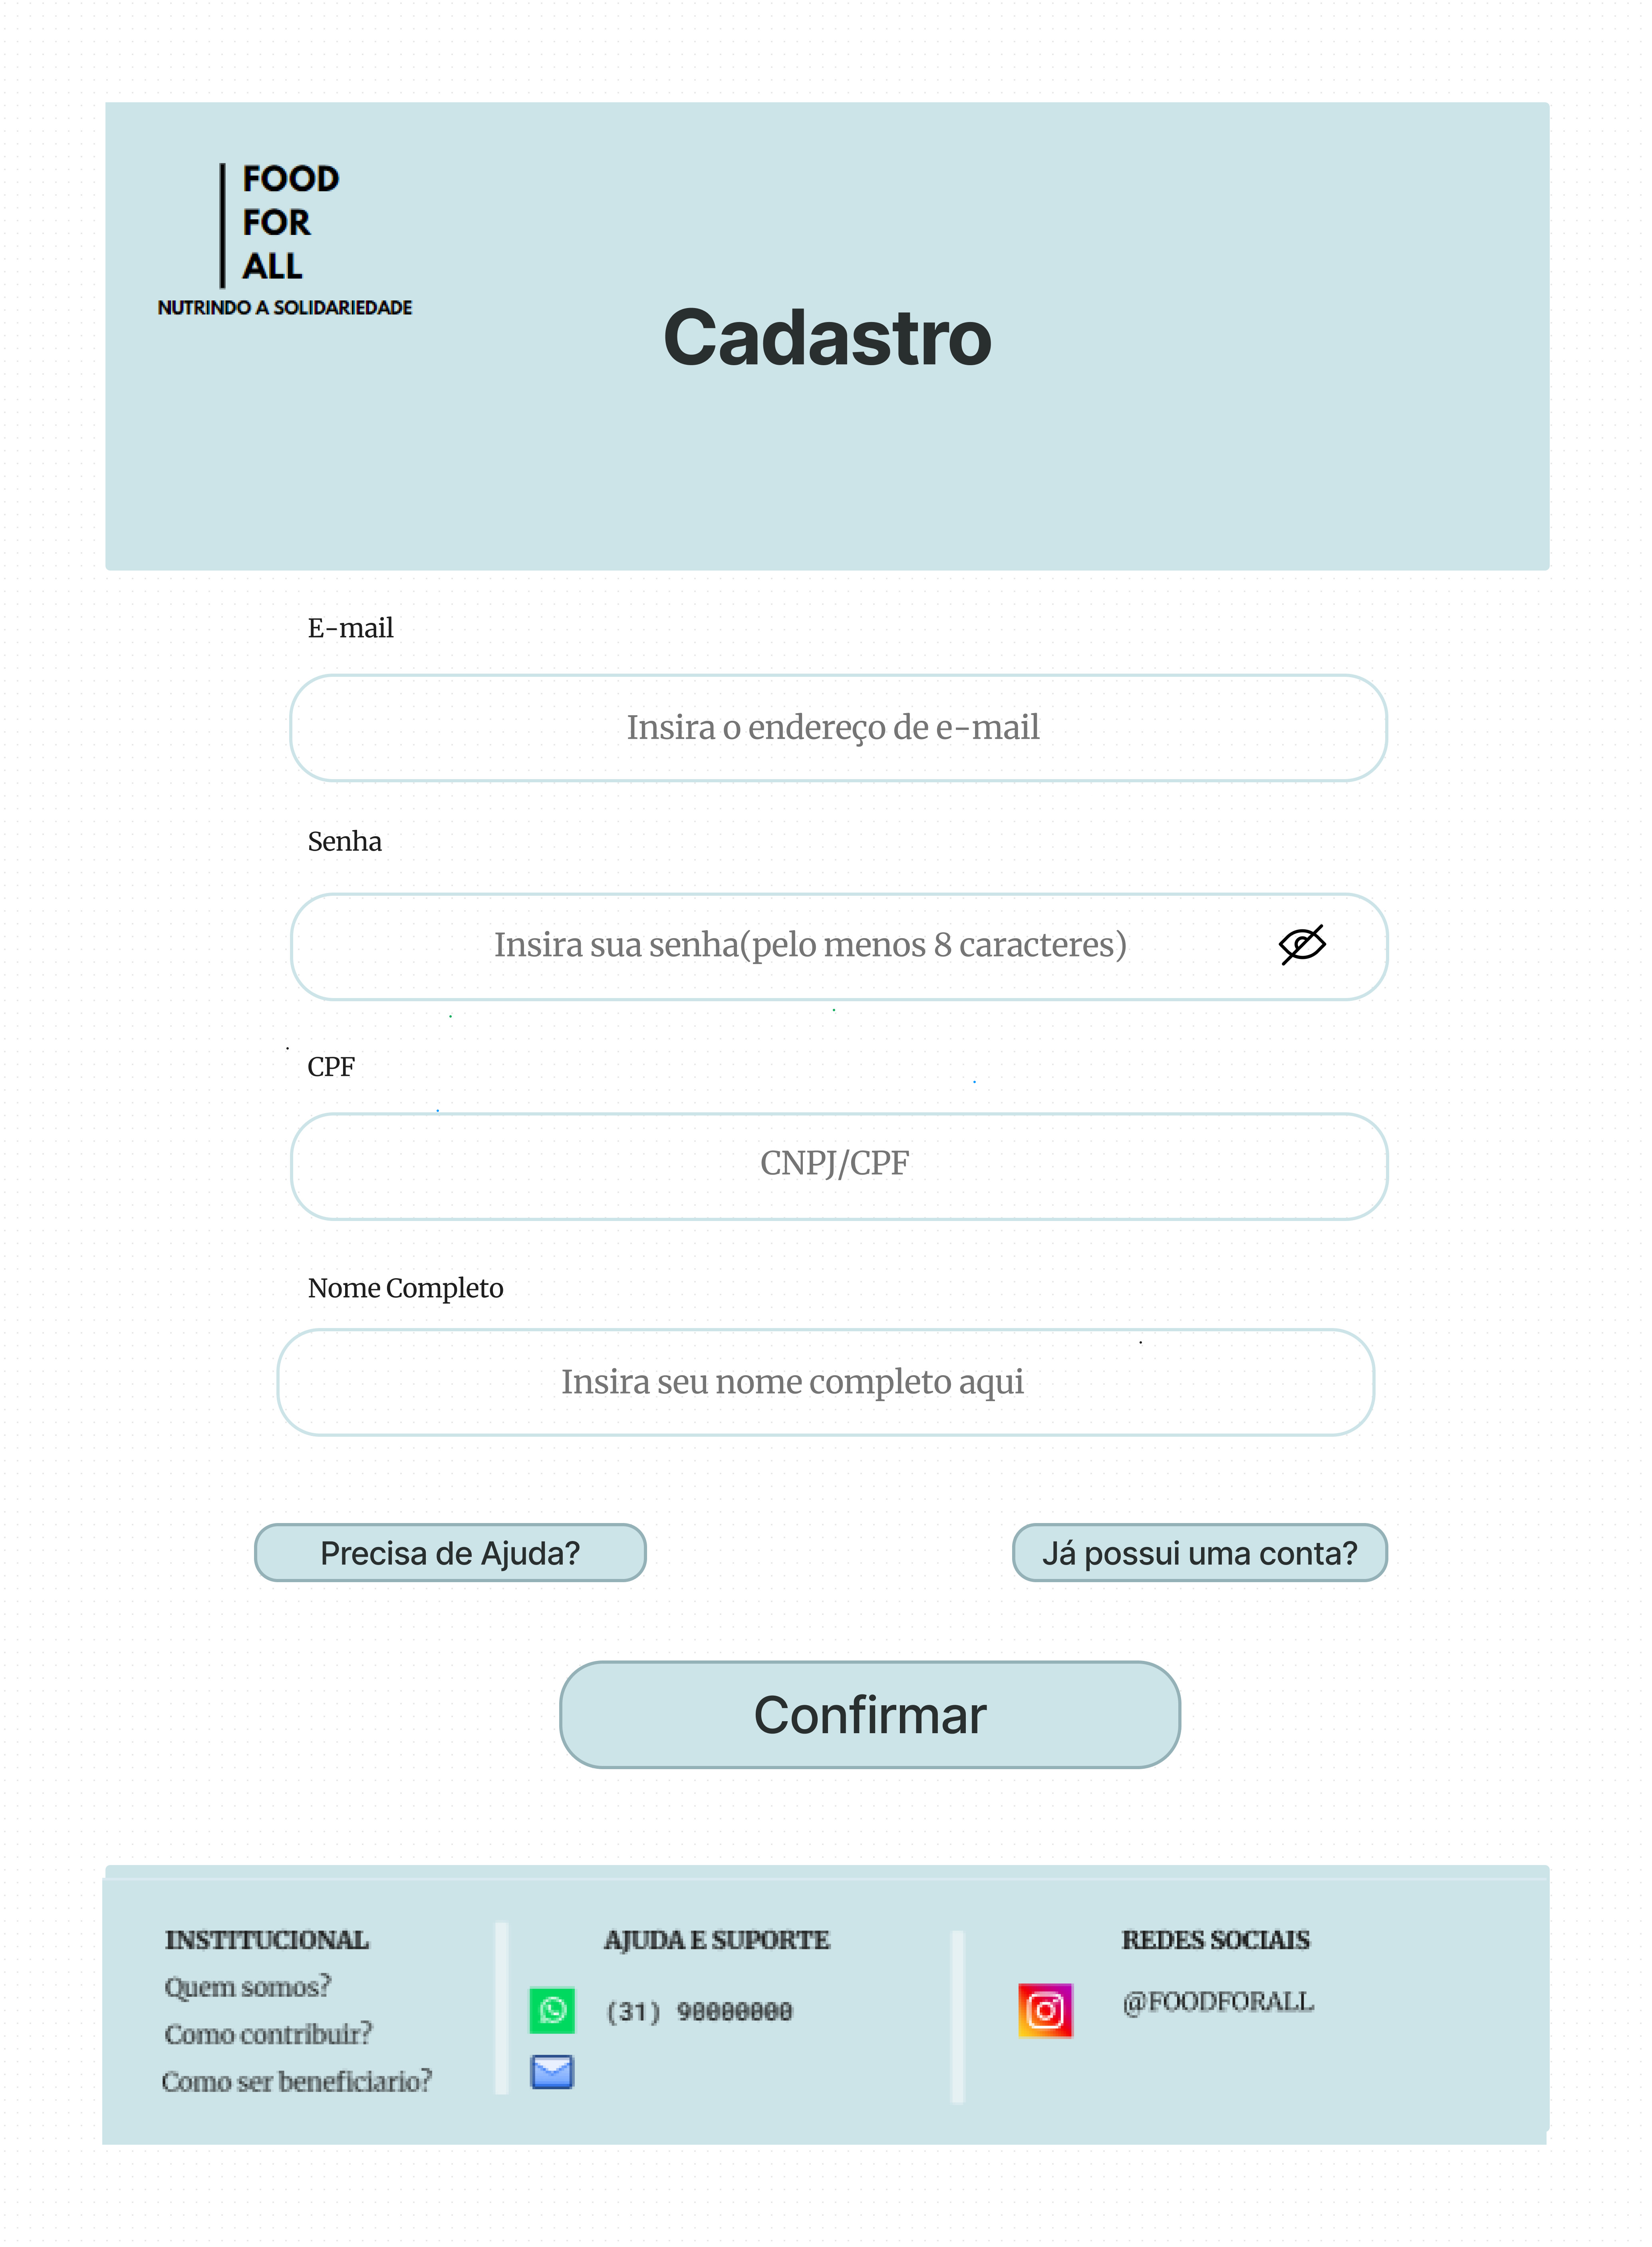 FOOD
FOR
ALL
NUTRINDO A SOLIDARIEDADE
Cadastro
E-mail
Insira o endereço de e-mail
Senha
Insira sua senha(pelo menos 8 caracteres)
CPF
CNPJ/CPF
Nome Completo
Insira seu nome completo aqui
Precisa de Ajuda?
Já possui uma conta?
Confirmar
INSTITUCIONAL
Quem somos?
Como contribuir?
Como ser beneficiario?
AJUDA E SUPORTE
(31) 90000000
REDES SOCIAIS
@FOODFORALL